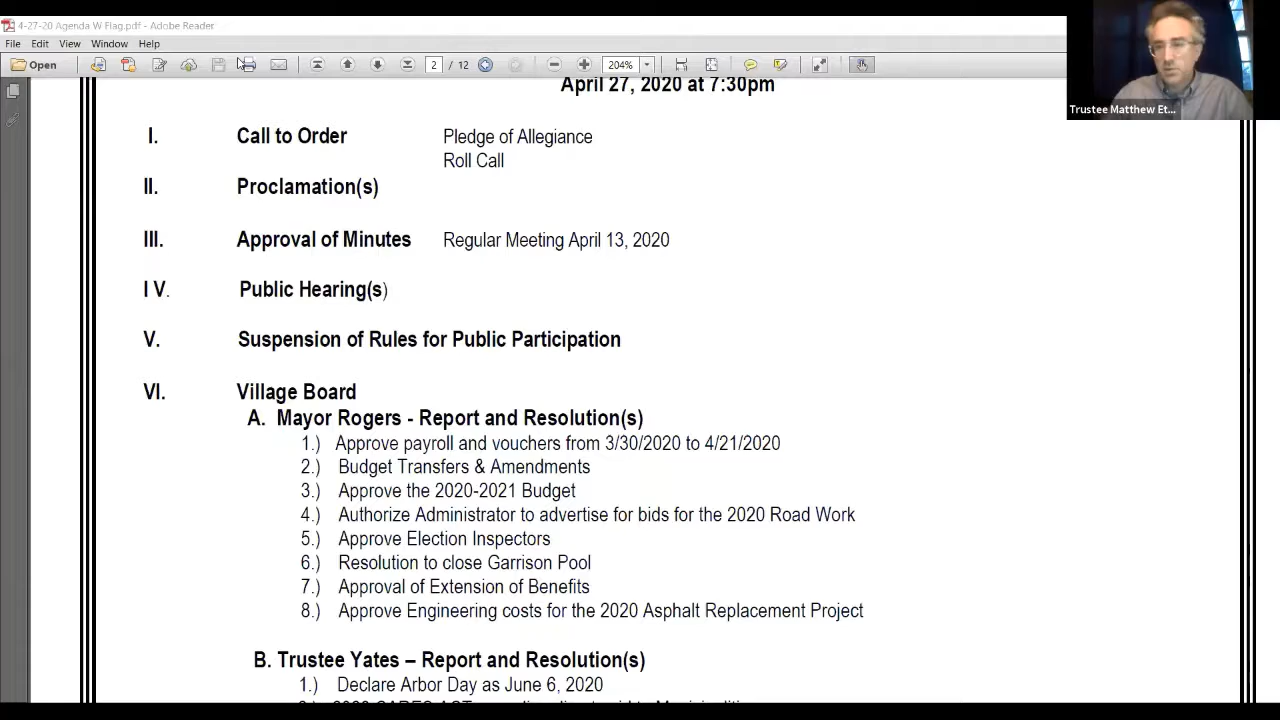 4-27-20 Agenda W Flag.pdf - Adobe Reader
File Edit View Window Help
Open 2 / 12 204%
Trustee Matthew Et...
April 27, 2020 at 7:30pm
I. Call to Order Pledge of Allegiance
Roll Call
II. Proclamation(s)
III. Approval of Minutes Regular Meeting April 13, 2020
I V. Public Hearing(s)
V. Suspension of Rules for Public Participation
VI. Village Board
A. Mayor Rogers - Report and Resolution(s)
1.) Approve payroll and vouchers from 3/30/2020 to 4/21/2020
2.) Budget Transfers & Amendments
3.) Approve the 2020-2021 Budget
4.) Authorize Administrator to advertise for bids for the 2020 Road Work
5.) Approve Election Inspectors
6.) Resolution to close Garrison Pool
7.) Approval of Extension of Benefits
8.) Approve Engineering costs for the 2020 Asphalt Replacement Project
B. Trustee Yates – Report and Resolution(s)
1.) Declare Arbor Day as June 6, 2020